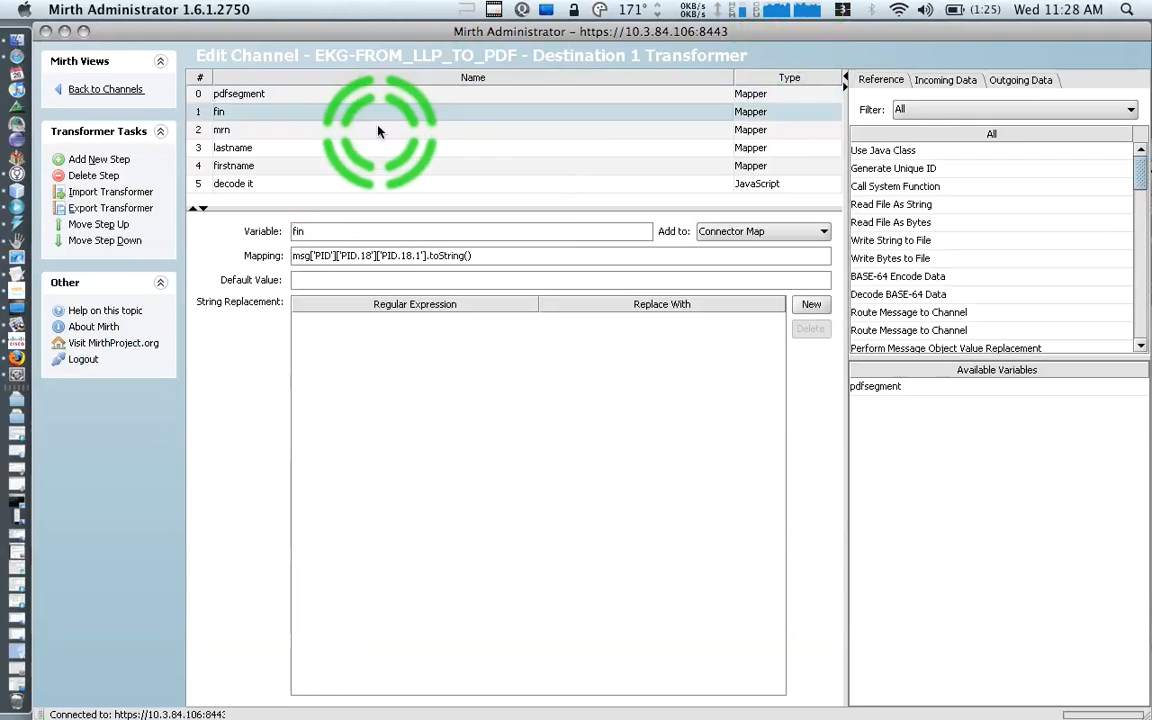 Mirth Administrator 1.6.1.2750
171° 0KB/s 0KB/s (1:25) Wed 11:28 AM
Mirth Administrator - https://10.3.84.106:8443
Mirth Views
Back to Channels
Transformer Tasks
Add New Step
Delete Step
Import Transformer
Export Transformer
Move Step Up
Move Step Down
Other
Help on this topic
About Mirth
Visit MirthProject.org
Logout
Edit Channel - EKG-FROM_LLP_TO_PDF - Destination 1 Transformer
# Name Type
0 pdfsegment Mapper
1 fin Mapper
2 mrn Mapper
3 lastname Mapper
4 firstname Mapper
5 decode it JavaScript
Variable: fin Add to: Connector Map
Mapping: msg['PID']['PID.18']['PID.18.1'].toString()
Default Value:
String Replacement: Regular Expression Replace With New
Delete
Reference Incoming Data Outgoing Data
Filter: All
All
Use Java Class
Generate Unique ID
Call System Function
Read File As String
Read File As Bytes
Write String to File
Write Bytes to File
BASE-64 Encode Data
Decode BASE-64 Data
Route Message to Channel
Route Message to Channel
Perform Message Object Value Replacement
Available Variables
pdfsegment
Connected to: https://10.3.84.106:8443